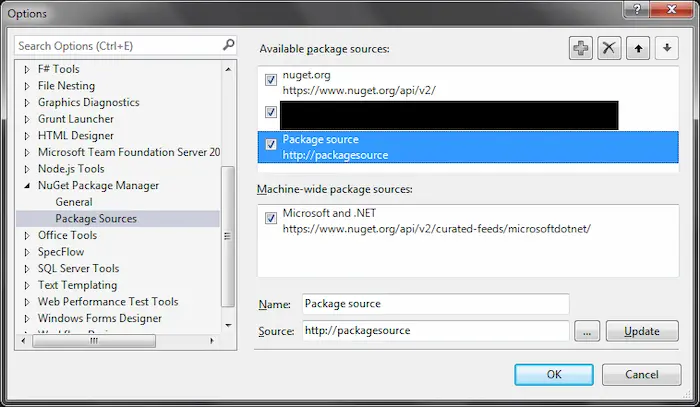 Options
Search Options (Ctrl+E)
F# Tools
File Nesting
Graphics Diagnostics
Grunt Launcher
HTML Designer
Microsoft Team Foundation Server 20
Node.js Tools
NuGet Package Manager
General
Package Sources
Office Tools
SpecFlow
SQL Server Tools
Text Templating
Web Performance Test Tools
Windows Forms Designer
Available package sources:
nuget.org
https://www.nuget.org/api/v2/
Package source
http://packagesource
Machine-wide package sources:
Microsoft and .NET
https://www.nuget.org/api/v2/curated-feeds/microsoftdotnet/
Name: Package source
Source: http://packagesource ... Update
OK Cancel